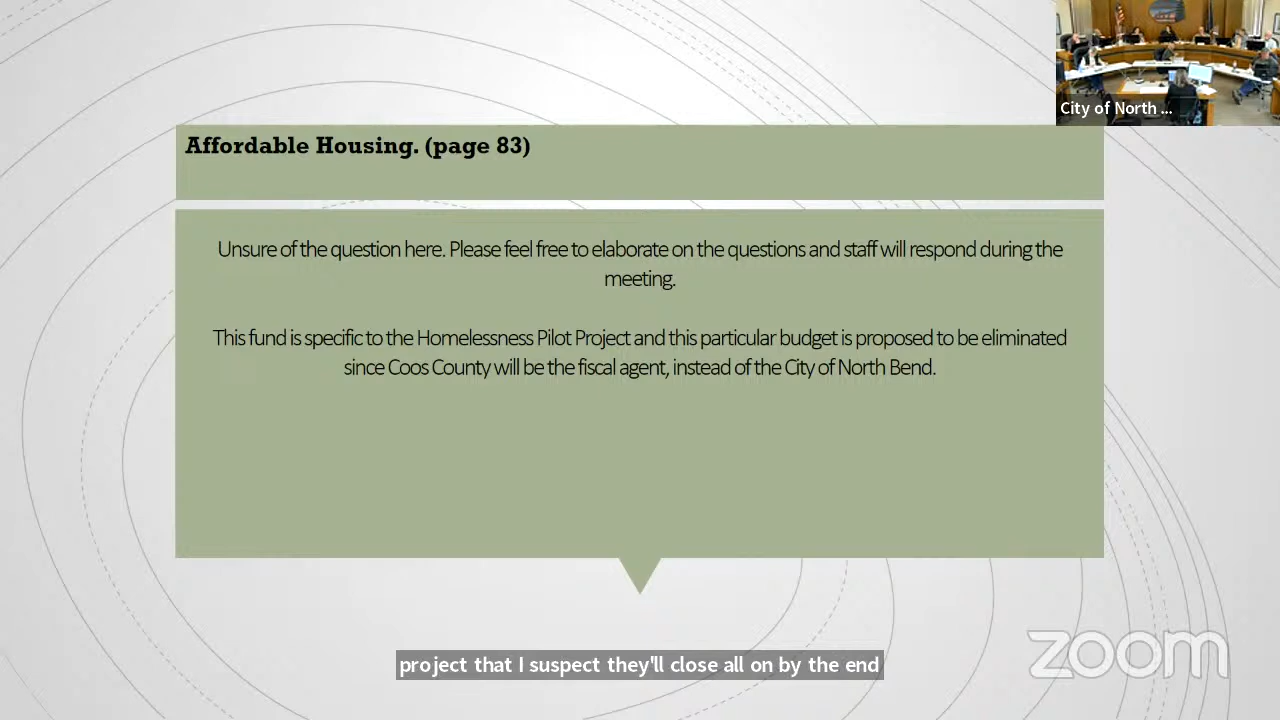 City of North ...
Affordable Housing. (page 83)
Unsure of the question here. Please feel free to elaborate on the questions and staff will respond during the
meeting.
This fund is specific to the Homelessness Pilot Project and this particular budget is proposed to be eliminated
since Coos County will be the fiscal agent, instead of the City of North Bend.
project that I suspect they'll close all on by the end
zoom